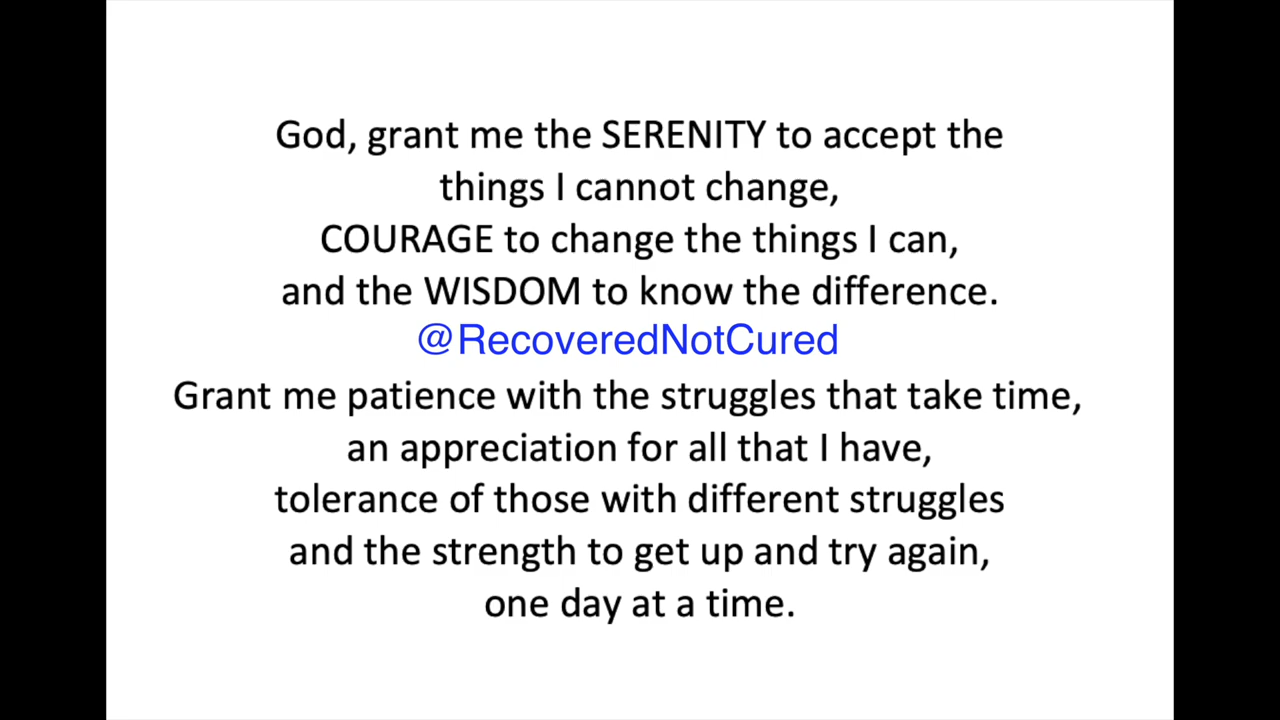 God, grant me the SERENITY to accept the
things I cannot change,
COURAGE to change the things I can,
and the WISDOM to know the difference.
@RecoveredNotCured
Grant me patience with the struggles that take time,
an appreciation for all that I have,
tolerance of those with different struggles
and the strength to get up and try again,
one day at a time.